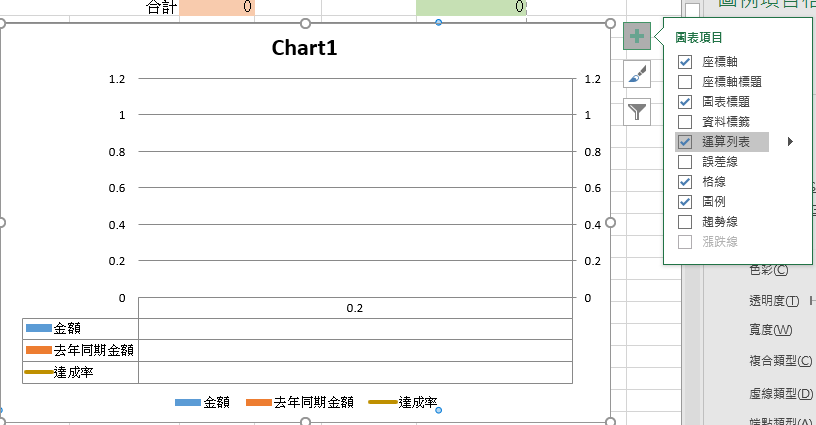 合計 0 0
Chart1
1.2 1.2
1 1
0.8 0.8
0.6 0.6
0.4 0.4
0.2 0.2
0 0
0.2
金額
去年同期金額
達成率
金額 去年同期金額 達成率
圖表項目
座標軸
座標軸標題
圖表標題
資料標籤
運算列表
誤差線
格線
圖例
趨勢線
漲跌線
圖例項目格
色彩(C)
透明度(T)
寬度(W)
複合類型(C)
虛線類型(D)
端點類型(A)